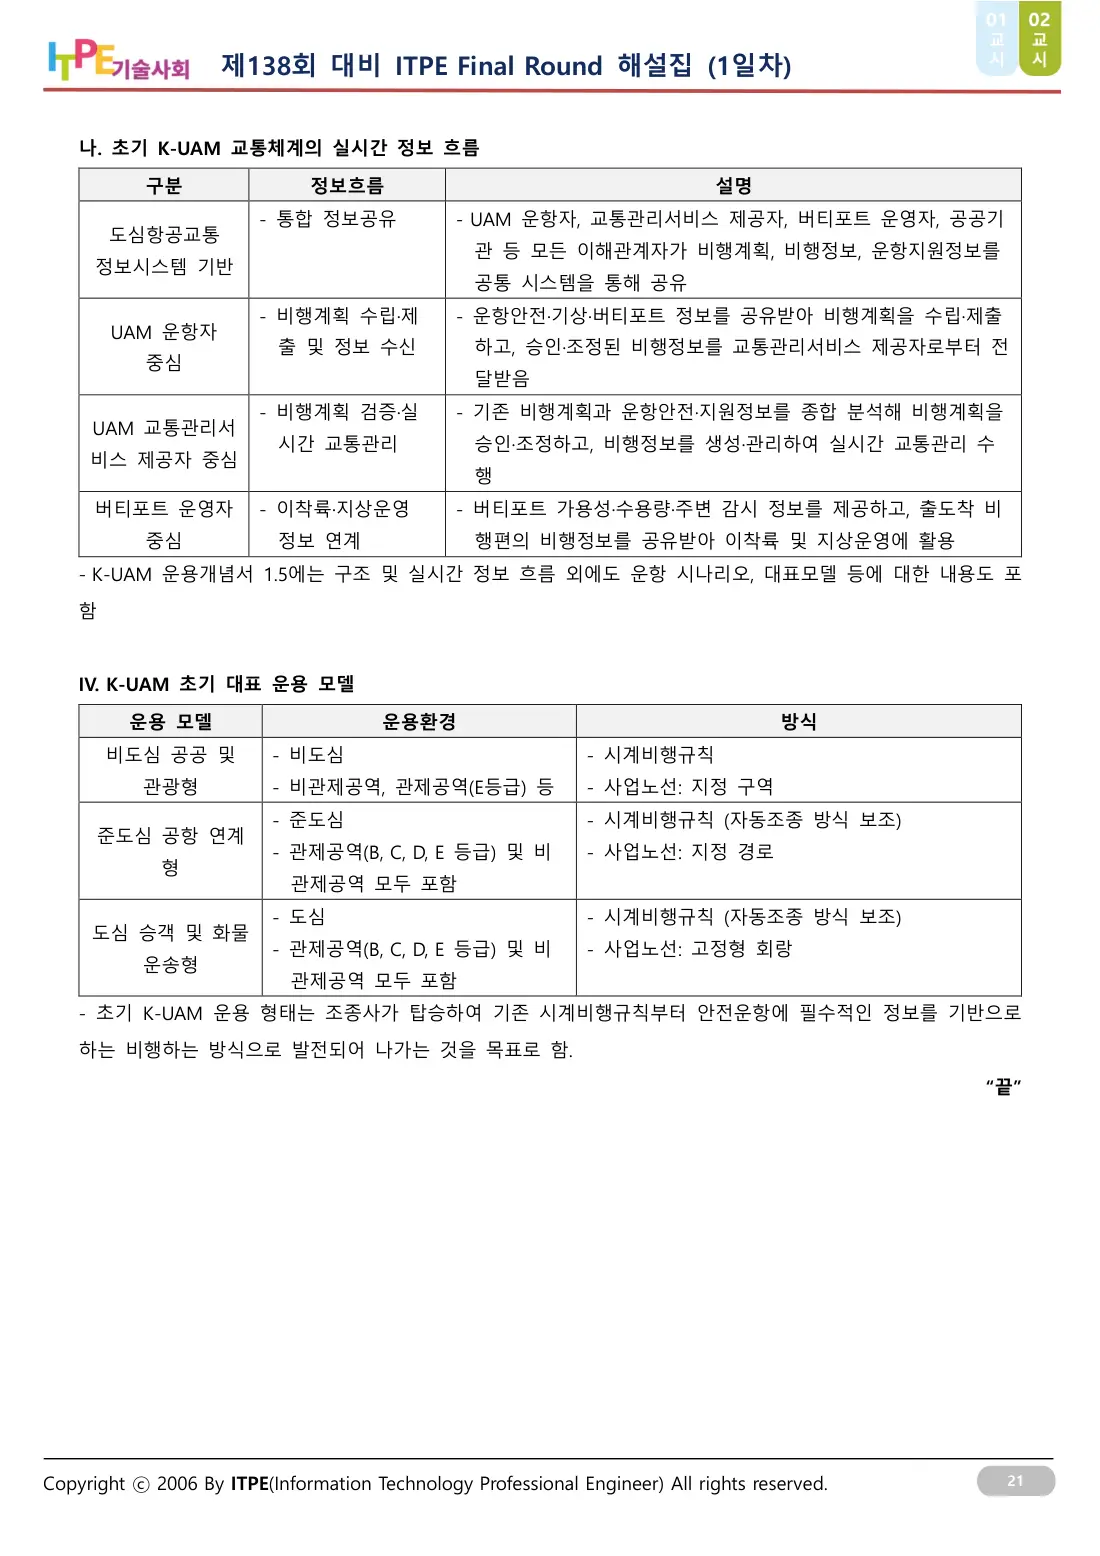 ITPE기술사회 제138회 대비 ITPE Final Round 해설집 (1일차)
01 교시
02 교시
나. 초기 K-UAM 교통체계의 실시간 정보 흐름
구분 정보흐름 설명
도심항공교통
정보시스템 기반
- 통합 정보공유
- UAM 운항자, 교통관리서비스 제공자, 버티포트 운영자, 공공기
관 등 모든 이해관계자가 비행계획, 비행정보, 운항지원정보를
공통 시스템을 통해 공유
UAM 운항자
중심
- 비행계획 수립·제
출 및 정보 수신
- 운항안전·기상·버티포트 정보를 공유받아 비행계획을 수립·제출
하고, 승인·조정된 비행정보를 교통관리서비스 제공자로부터 전
달받음
UAM 교통관리서
비스 제공자 중심
- 비행계획 검증·실
시간 교통관리
- 기존 비행계획과 운항안전·지원정보를 종합 분석해 비행계획을
승인·조정하고, 비행정보를 생성·관리하여 실시간 교통관리 수
행
버티포트 운영자
중심
- 이착륙·지상운영
정보 연계
- 버티포트 가용성·수용량·주변 감시 정보를 제공하고, 출도착 비
행편의 비행정보를 공유받아 이착륙 및 지상운영에 활용
- K-UAM 운용개념서 1.5에는 구조 및 실시간 정보 흐름 외에도 운항 시나리오, 대표모델 등에 대한 내용도 포
함
IV. K-UAM 초기 대표 운용 모델
운용 모델 운용환경 방식
비도심 공공 및
관광형
- 비도심
- 비관제공역, 관제공역(E등급) 등
- 시계비행규칙
- 사업노선: 지정 구역
준도심 공항 연계
형
- 준도심
- 관제공역(B, C, D, E 등급) 및 비
관제공역 모두 포함
- 시계비행규칙 (자동조종 방식 보조)
- 사업노선: 지정 경로
도심 승객 및 화물
운송형
- 도심
- 관제공역(B, C, D, E 등급) 및 비
관제공역 모두 포함
- 시계비행규칙 (자동조종 방식 보조)
- 사업노선: 고정형 회랑
- 초기 K-UAM 운용 형태는 조종사가 탑승하여 기존 시계비행규칙부터 안전운항에 필수적인 정보를 기반으로
하는 비행하는 방식으로 발전되어 나가는 것을 목표로 함.
“끝”
Copyright ⓒ 2006 By ITPE(Information Technology Professional Engineer) All rights reserved.
21